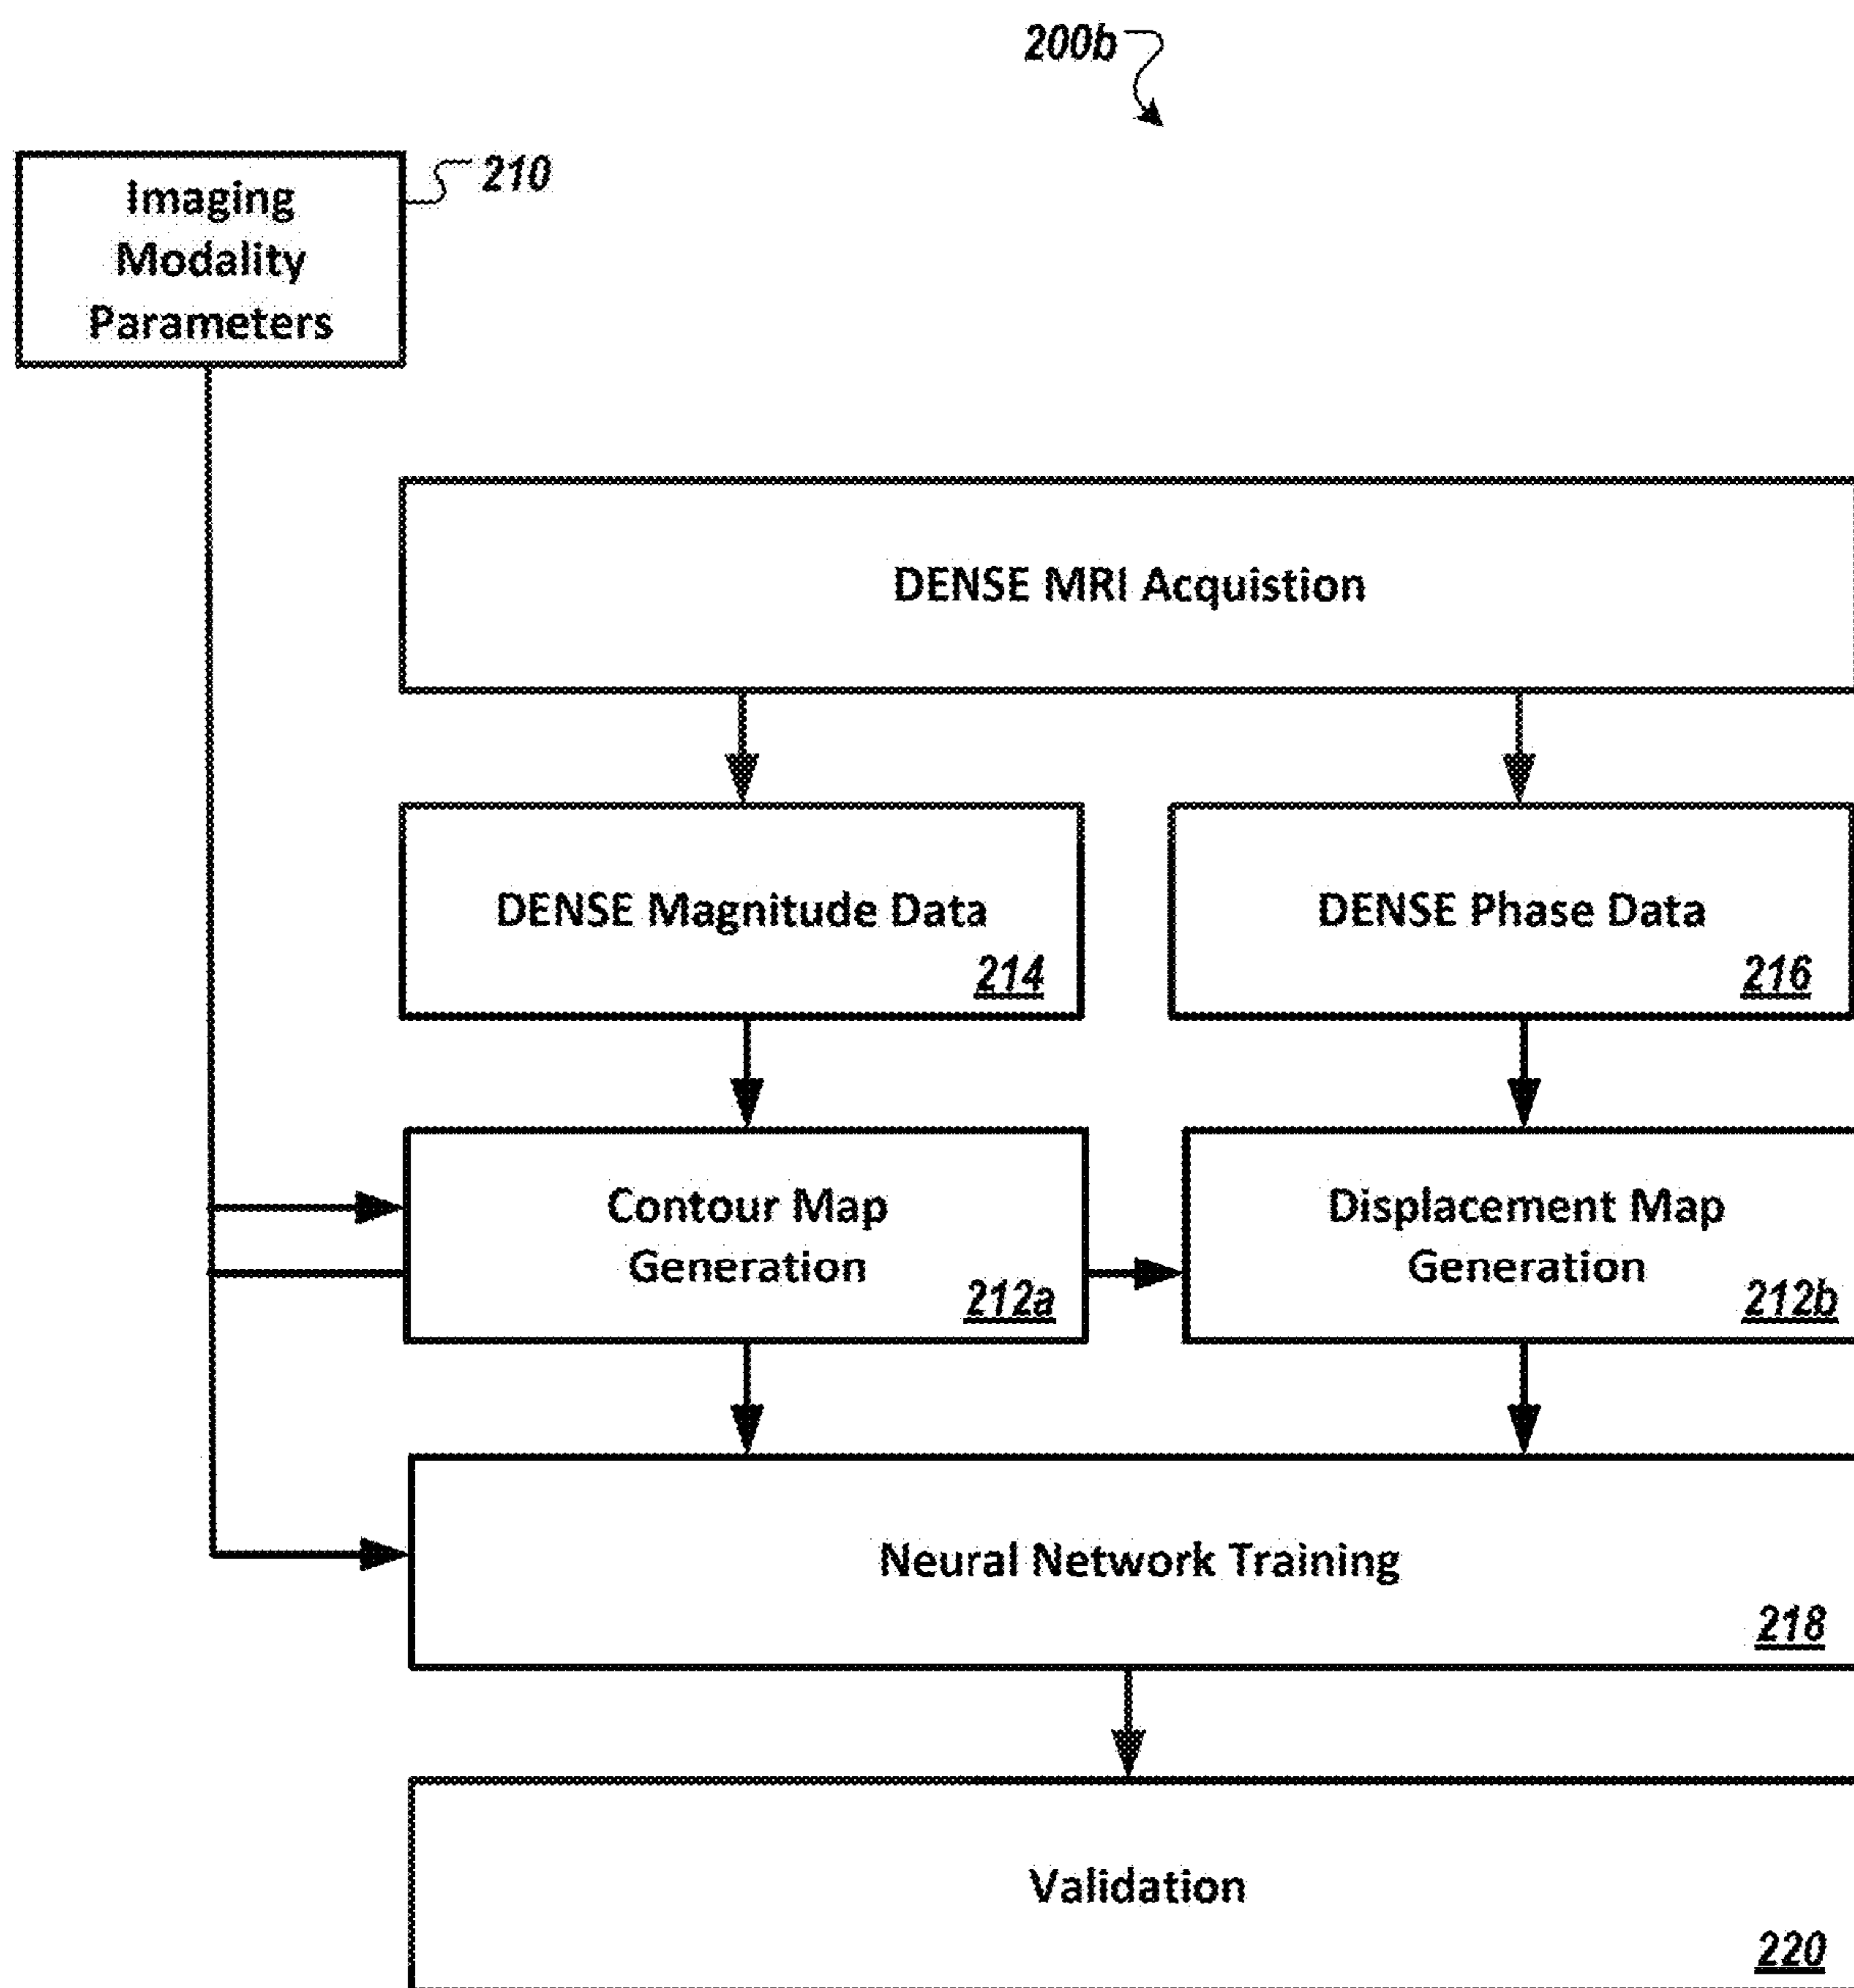 200b
210
Imaging
Modality
Parameters
DENSE MRI Acquistion
DENSE Magnitude Data
214
DENSE Phase Data
216
Contour Map
Generation
212a
Displacement Map
Generation
212b
Neural Network Training
218
Validation
220